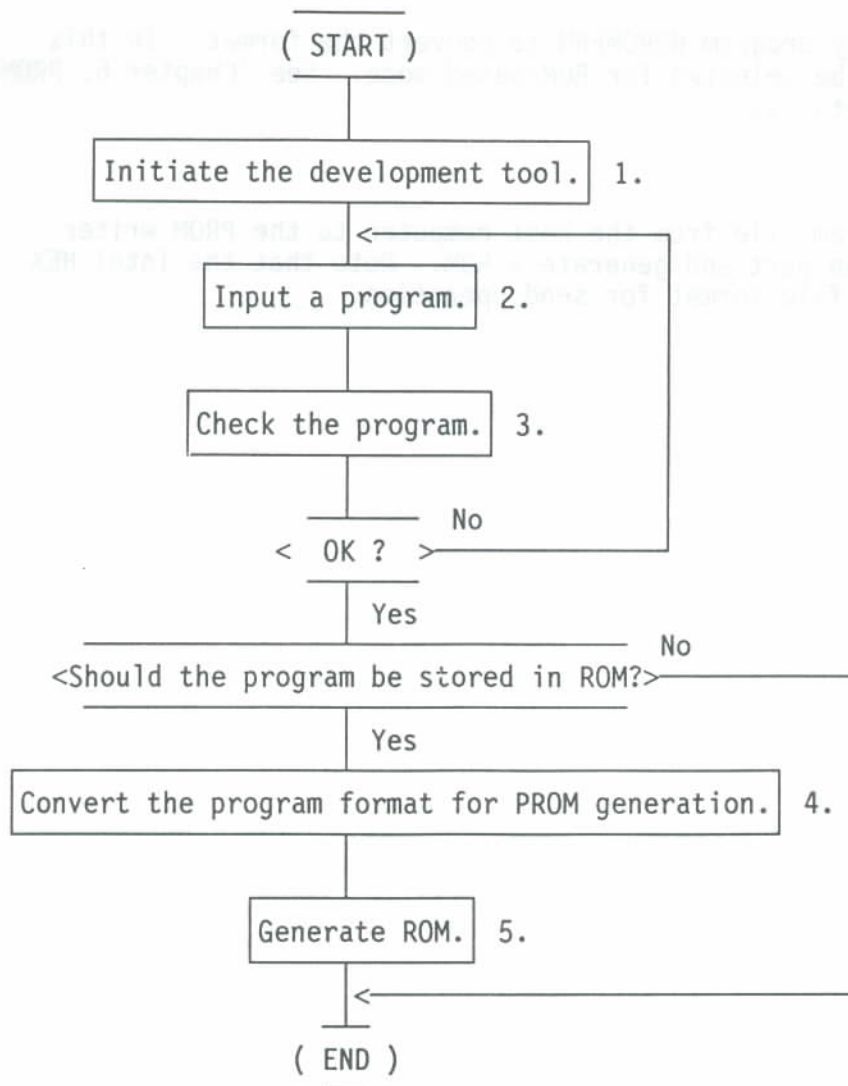 ( START )
Initiate the development tool. 1.
Input a program. 2.
Check the program. 3.
No
< OK ? >
Yes
No
<Should the program be stored in ROM?>
Yes
Convert the program format for PROM generation. 4.
Generate ROM. 5.
<
( END )